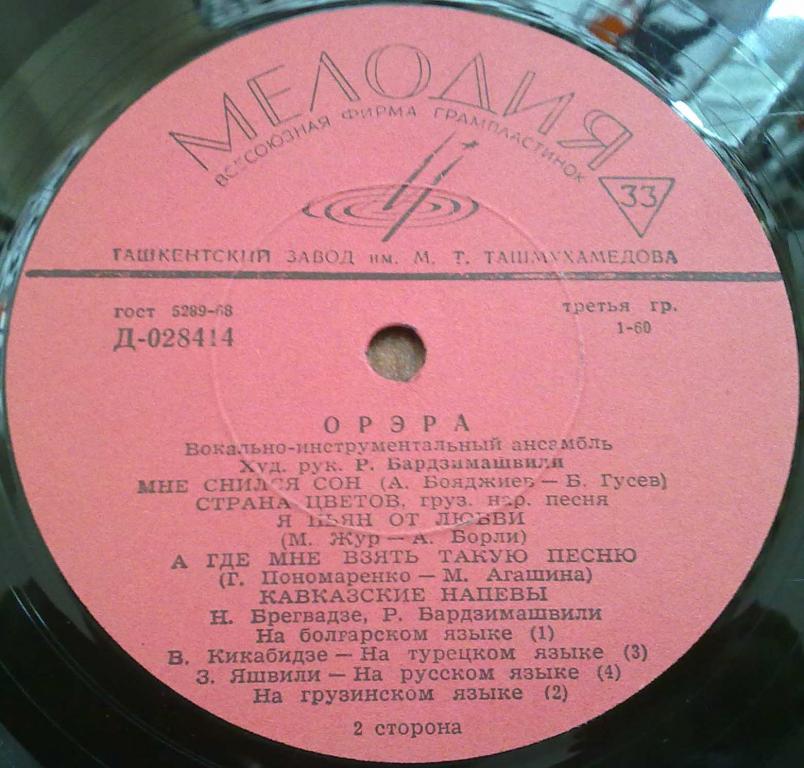 МЕЛОДИЯ
ВСЕСОЮЗНАЯ ФИРМА ГРАМПЛАСТИНОК
33
ТАШКЕНТСКИЙ ЗАВОД им. М. Т. ТАШМУХАМЕДОВА
гост 5289-68
третья гр.
Д-028414
1-60
ОРЭРА
Вокально-инструментальный ансамбль
Худ. рук. Р. Бардзимашвили
МНЕ СНИЛСЯ СОН (А. Бояджиев — Б. Гусев)
СТРАНА ЦВЕТОВ, груз. нар. песня
Я ПЬЯН ОТ ЛЮБВИ
(М. Жур — А. Борли)
А ГДЕ МНЕ ВЗЯТЬ ТАКУЮ ПЕСНЮ
(Г. Пономаренко — М. Агашина)
КАВКАЗСКИЕ НАПЕВЫ
Н. Брегвадзе, Р. Бардзимашвили
На болгарском языке (1)
В. Кикабидзе — На турецком языке (3)
З. Яшвили — На русском языке (4)
На грузинском языке (2)
2 сторона